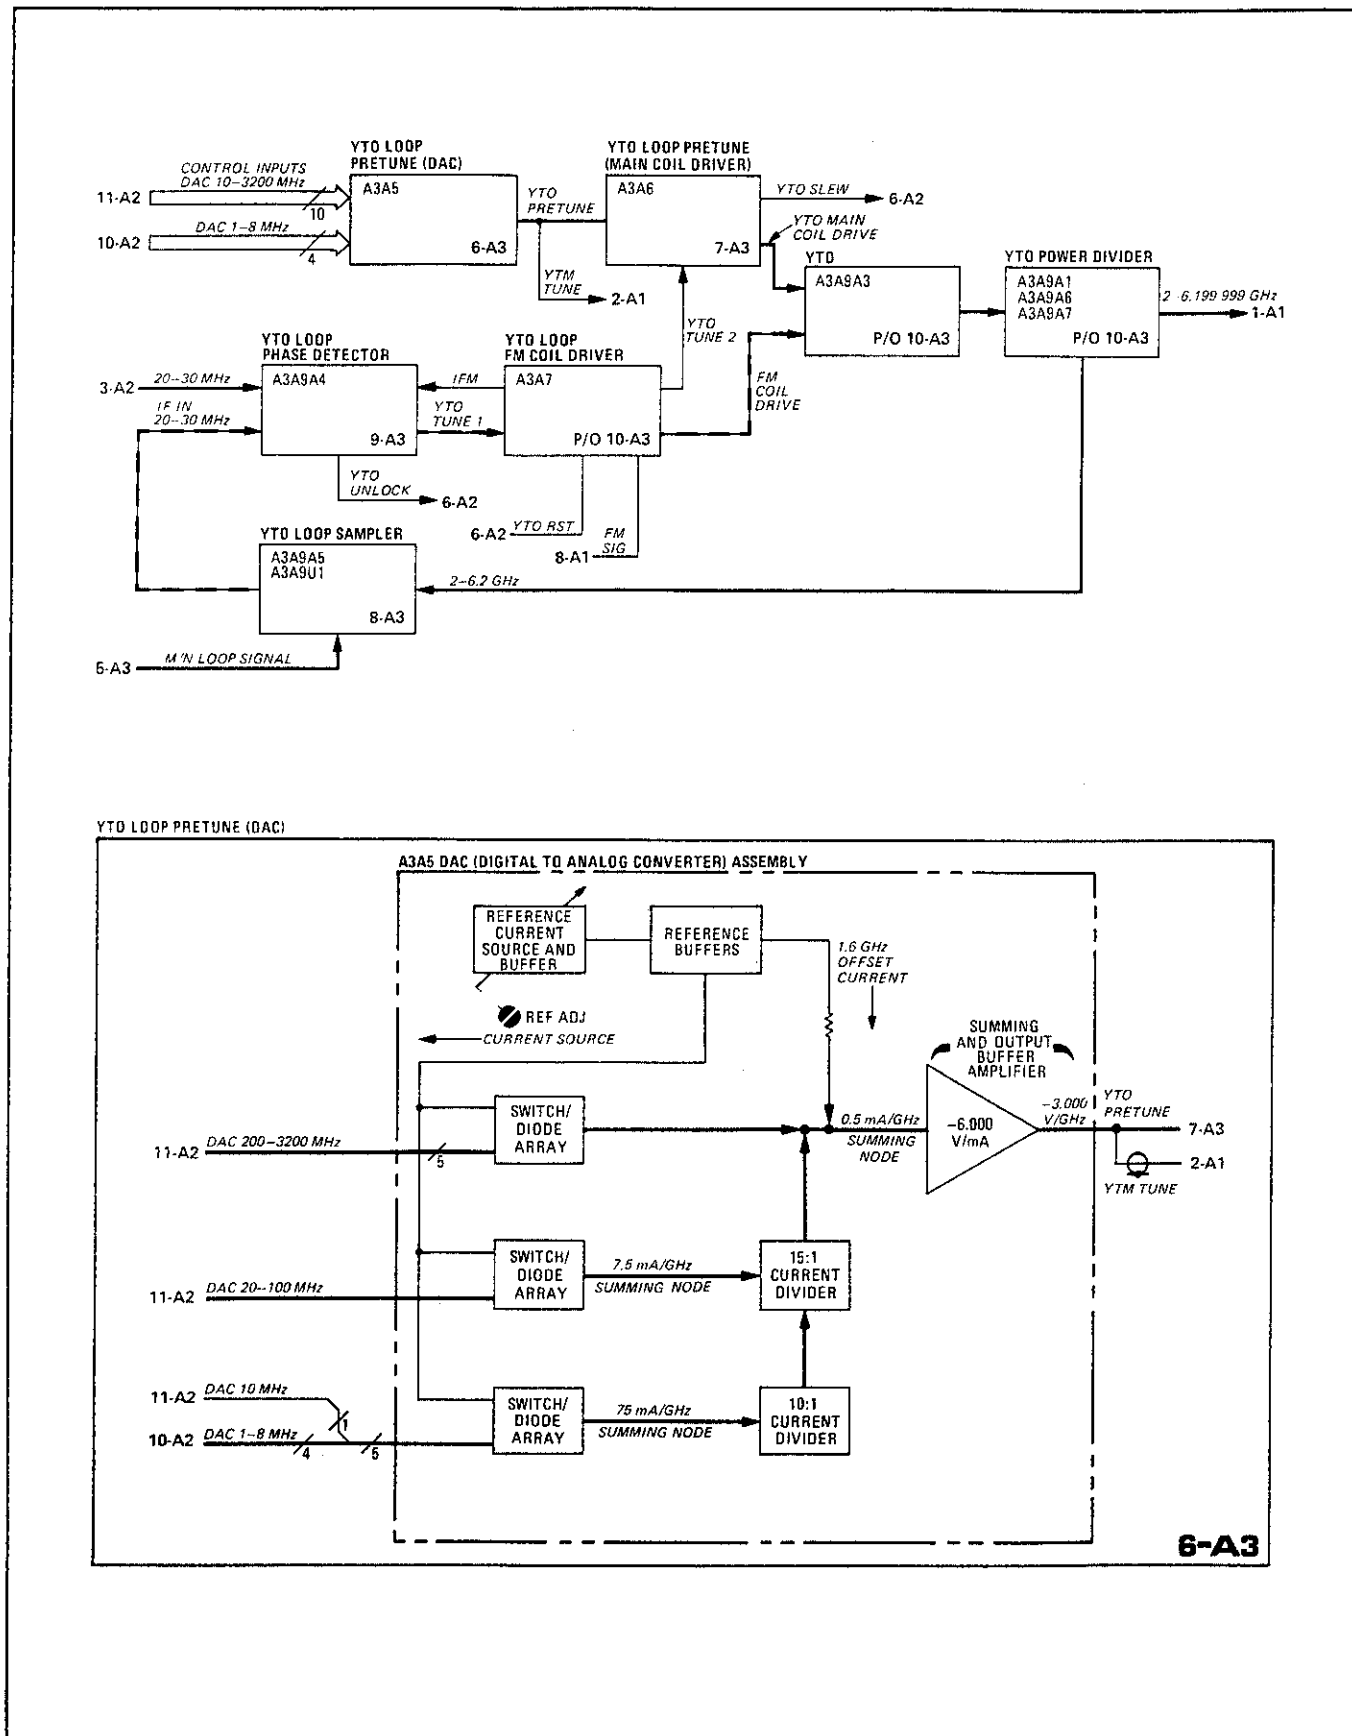 YTO LOOP
PRETUNE (DAC)
YTO LOOP PRETUNE
(MAIN COIL DRIVER)
CONTROL INPUTS
DAC 10–3200 MHz
11-A2
10
A3A5
YTO
PRETUNE
A3A6
YTO SLEW
6-A2
DAC 1–8 MHz
10-A2
4
6-A3
7-A3
YTO MAIN
COIL DRIVE
YTO
YTO POWER DIVIDER
YTM
TUNE
2-A1
A3A9A3
A3A9A1
A3A9A6
A3A9A7
2–6.199 999 GHz
1-A1
P/O 10-A3
P/O 10-A3
YTO
TUNE 2
YTO LOOP
PHASE DETECTOR
YTO LOOP
FM COIL DRIVER
3-A2
20–30 MHz
A3A9A4
IFM
A3A7
IF IN
20–30 MHz
YTO
TUNE 1
9-A3
P/O 10-A3
FM
COIL
DRIVE
YTO
UNLOCK
6-A2
6-A2
YTO RST
FM
SIG
8-A1
YTO LOOP SAMPLER
A3A9A5
A3A9U1
2–6.2 GHz
8-A3
5-A3
M/N LOOP SIGNAL
YTO LOOP PRETUNE (DAC)
A3A5 DAC (DIGITAL TO ANALOG CONVERTER) ASSEMBLY
REFERENCE
CURRENT
SOURCE AND
BUFFER
REFERENCE
BUFFERS
1.6 GHz
OFFSET
CURRENT
REF ADJ
CURRENT SOURCE
SUMMING
AND OUTPUT
BUFFER
AMPLIFIER
SWITCH/
DIODE
ARRAY
0.5 mA/GHz
SUMMING
NODE
–6.000
V/mA
–3.000
V/GHz
YTO
PRETUNE
7-A3
11-A2
DAC 200–3200 MHz
5
2-A1
YTM TUNE
SWITCH/
DIODE
ARRAY
7.5 mA/GHz
SUMMING NODE
15:1
CURRENT
DIVIDER
11-A2
DAC 20–100 MHz
11-A2
DAC 10 MHz
1
SWITCH/
DIODE
ARRAY
75 mA/GHz
SUMMING NODE
10:1
CURRENT
DIVIDER
10-A2
DAC 1–8 MHz
4
5
6-A3